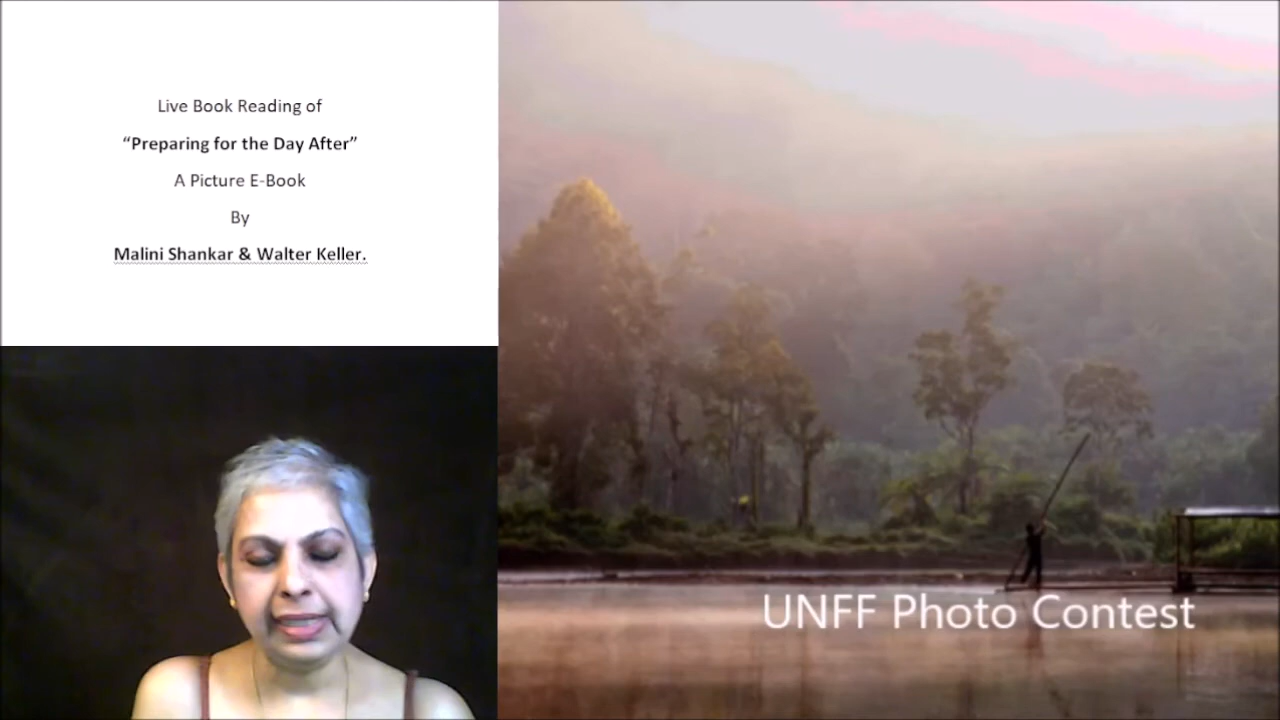 Live Book Reading of
“Preparing for the Day After”
A Picture E-Book
By
Malini Shankar & Walter Keller.
UNFF Photo Contest